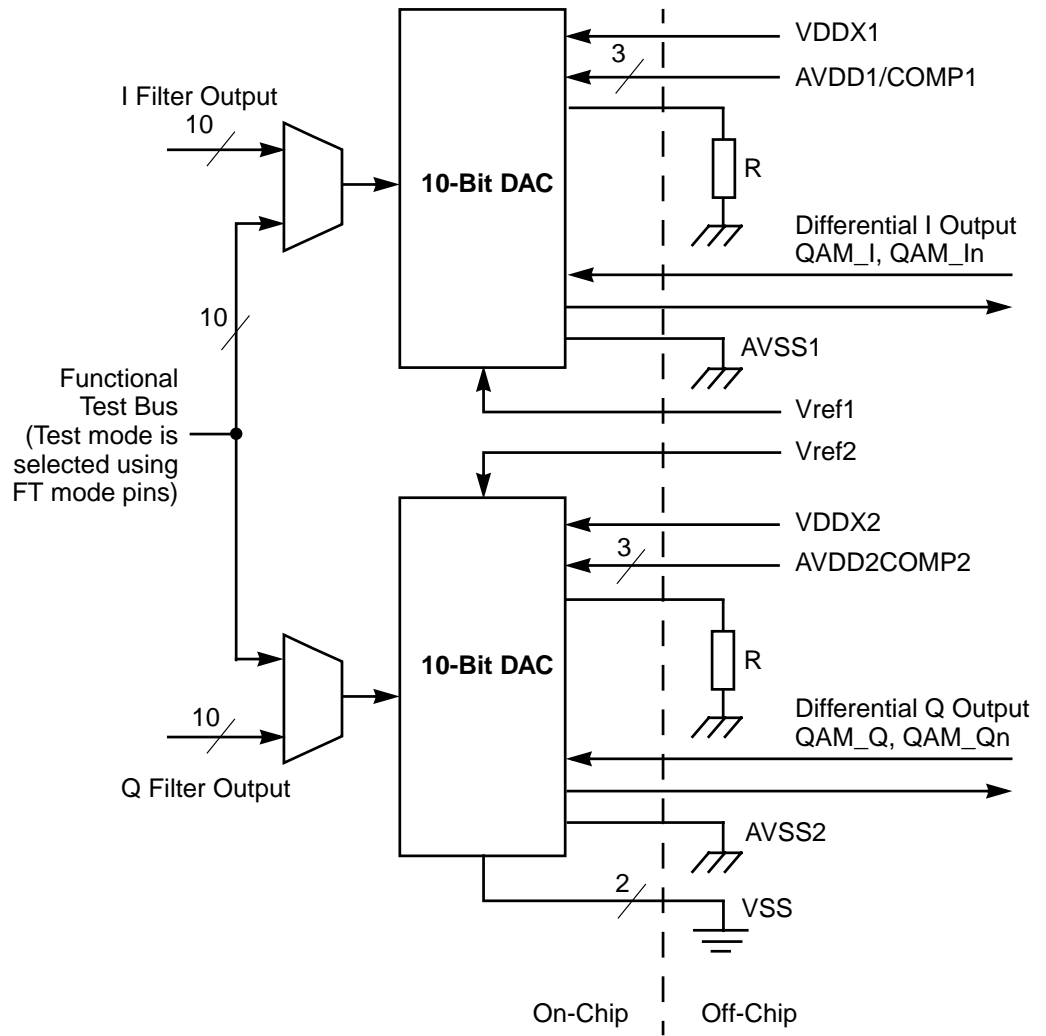 VDDX1
3
AVDD1/COMP1
I Filter Output
10
10-Bit DAC
R
Differential I Output
QAM_I, QAM_In
10
AVSS1
Functional
Test Bus
(Test mode is
selected using
FT mode pins)
Vref1
Vref2
VDDX2
3
AVDD2COMP2
10-Bit DAC
R
10
Differential Q Output
QAM_Q, QAM_Qn
Q Filter Output
AVSS2
2
VSS
On-Chip
Off-Chip